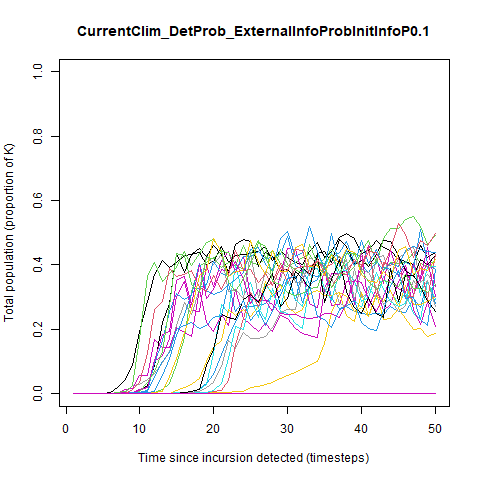 CurrentClim_DetProb_ExternalInfoProbInitInfoP0.1
Total population (proportion of K)
1.0
0.8
0.6
0.4
0.2
0.0
0 10 20 30 40 50
Time since incursion detected (timesteps)